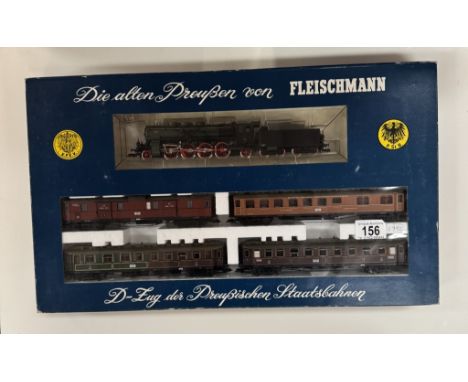 Die alten Preußen von FLEISCHMANN
D-Zug der Preußischen Staatsbahnen
156